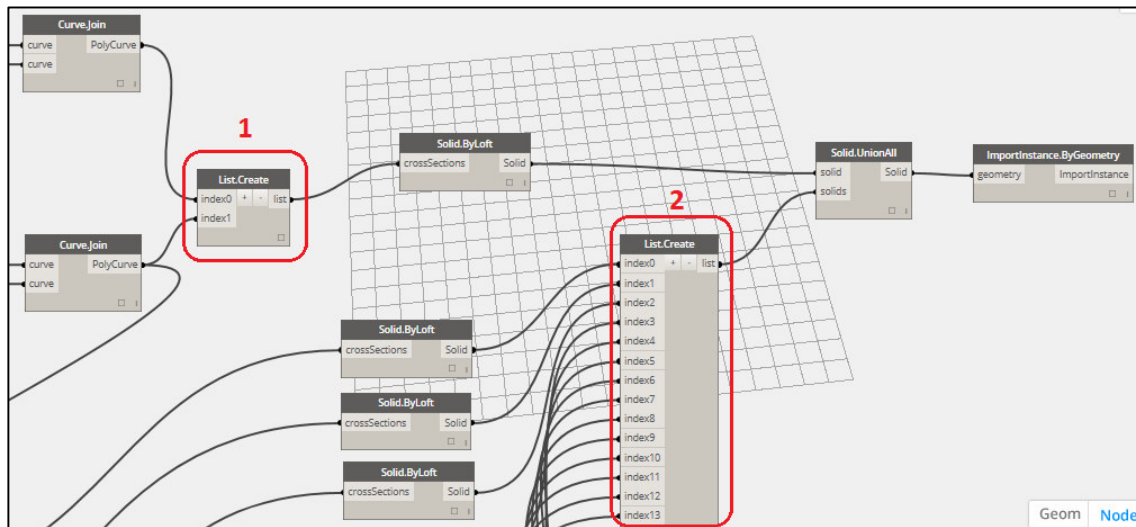 Curve.Join
curve PolyCurve
curve
1
List.Create
index0 + - list
index1
Curve.Join
curve PolyCurve
curve
Solid.ByLoft
crossSections Solid
Solid.UnionAll
solid Solid
solids
ImportInstance.ByGeometry
geometry ImportInstance
2
List.Create
index0 + - list
index1
index2
index3
index4
index5
index6
index7
index8
index9
index10
index11
index12
index13
Solid.ByLoft
crossSections Solid
Solid.ByLoft
crossSections Solid
Solid.ByLoft
crossSections Solid
Geom Node